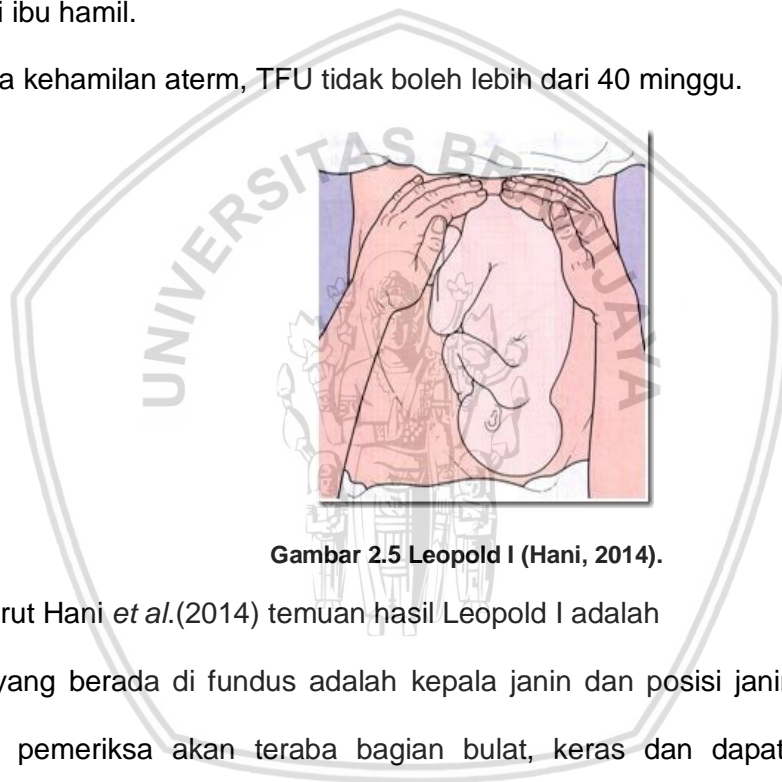 i ibu hamil.
a kehamilan aterm, TFU tidak boleh lebih dari 40 minggu.
UNIVERSITAS BRAWIJAYA
Gambar 2.5 Leopold I (Hani, 2014).
rut Hani et al.(2014) temuan hasil Leopold I adalah
yang berada di fundus adalah kepala janin dan posisi janin
pemeriksa akan teraba bagian bulat, keras dan dapat